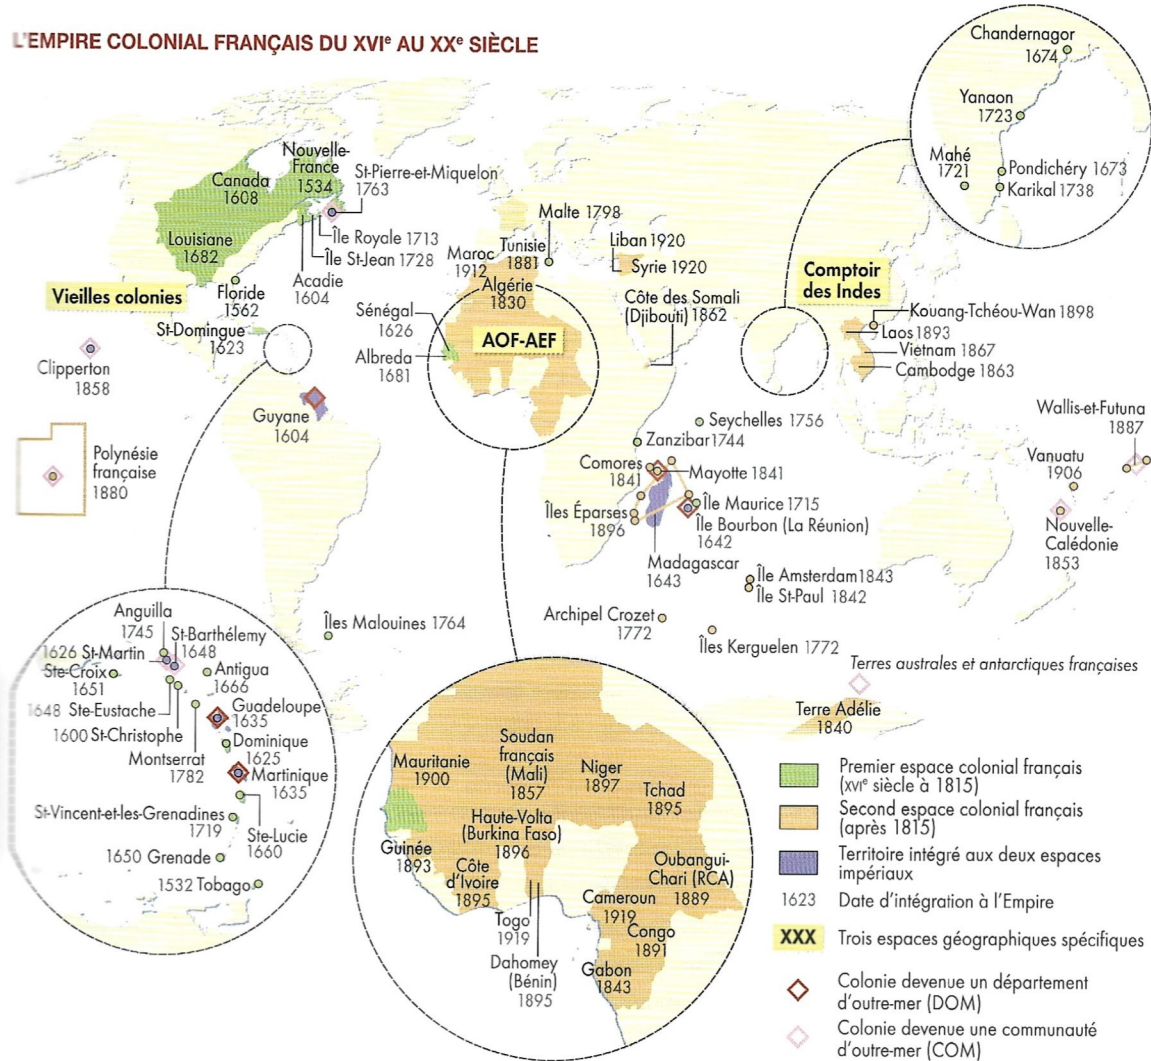 L'EMPIRE COLONIAL FRANÇAIS DU XVIe AU XXe SIÈCLE
Chandernagor
1674
Yanaon
1723
Mahé
1721
Pondichéry 1673
Karikal 1738
Nouvelle-
France
1534
Canada
1608
St-Pierre-et-Miquelon
1763
Louisiane
1682
Île Royale 1713
Île St-Jean 1728
Acadie
1604
Vieilles colonies
Floride
1562
St-Domingue
1623
Clipperton
1858
Guyane
1604
Polynésie
française
1880
Malte 1798
Tunisie
1881
Maroc
1912
Algérie
1830
Liban 1920
Syrie 1920
Sénégal
1626
Albreda
1681
AOF-AEF
Côte des Somali
(Djibouti) 1862
Comptoir
des Indes
Kouang-Tchéou-Wan 1898
Laos 1893
Vietnam 1867
Cambodge 1863
Seychelles 1756
Zanzibar 1744
Comores
1841
Mayotte 1841
Îles Éparses
1896
Île Maurice 1715
Île Bourbon (La Réunion)
1642
Madagascar
1643
Wallis-et-Futuna
1887
Vanuatu
1906
Nouvelle-
Calédonie
1853
Île Amsterdam 1843
Île St-Paul 1842
Archipel Crozet
1772
Îles Kerguelen 1772
Îles Malouines 1764
Terres australes et antarctiques françaises
Terre Adélie
1840
Anguilla
1745
St-Barthélemy
1648
1626 St-Martin
Ste-Croix
1651
Antigua
1666
1648 Ste-Eustache
1600 St-Christophe
Guadeloupe
1635
Montserrat
1782
Dominique
1625
Martinique
1635
St-Vincent-et-les-Grenadines
1719
Ste-Lucie
1660
1650 Grenade
1532 Tobago
Mauritanie
1900
Soudan
français
(Mali)
1857
Niger
1897
Tchad
1895
Haute-Volta
(Burkina Faso)
1896
Guinée
1893
Côte
d'Ivoire
1895
Oubangui-
Chari (RCA)
1889
Togo
1919
Cameroun
1919
Dahomey
(Bénin)
1895
Congo
1891
Gabon
1843
Premier espace colonial français
(XVIe siècle à 1815)
Second espace colonial français
(après 1815)
Territoire intégré aux deux espaces
impériaux
1623 Date d'intégration à l'Empire
XXX Trois espaces géographiques spécifiques
Colonie devenue un département
d'outre-mer (DOM)
Colonie devenue une communauté
d'outre-mer (COM)